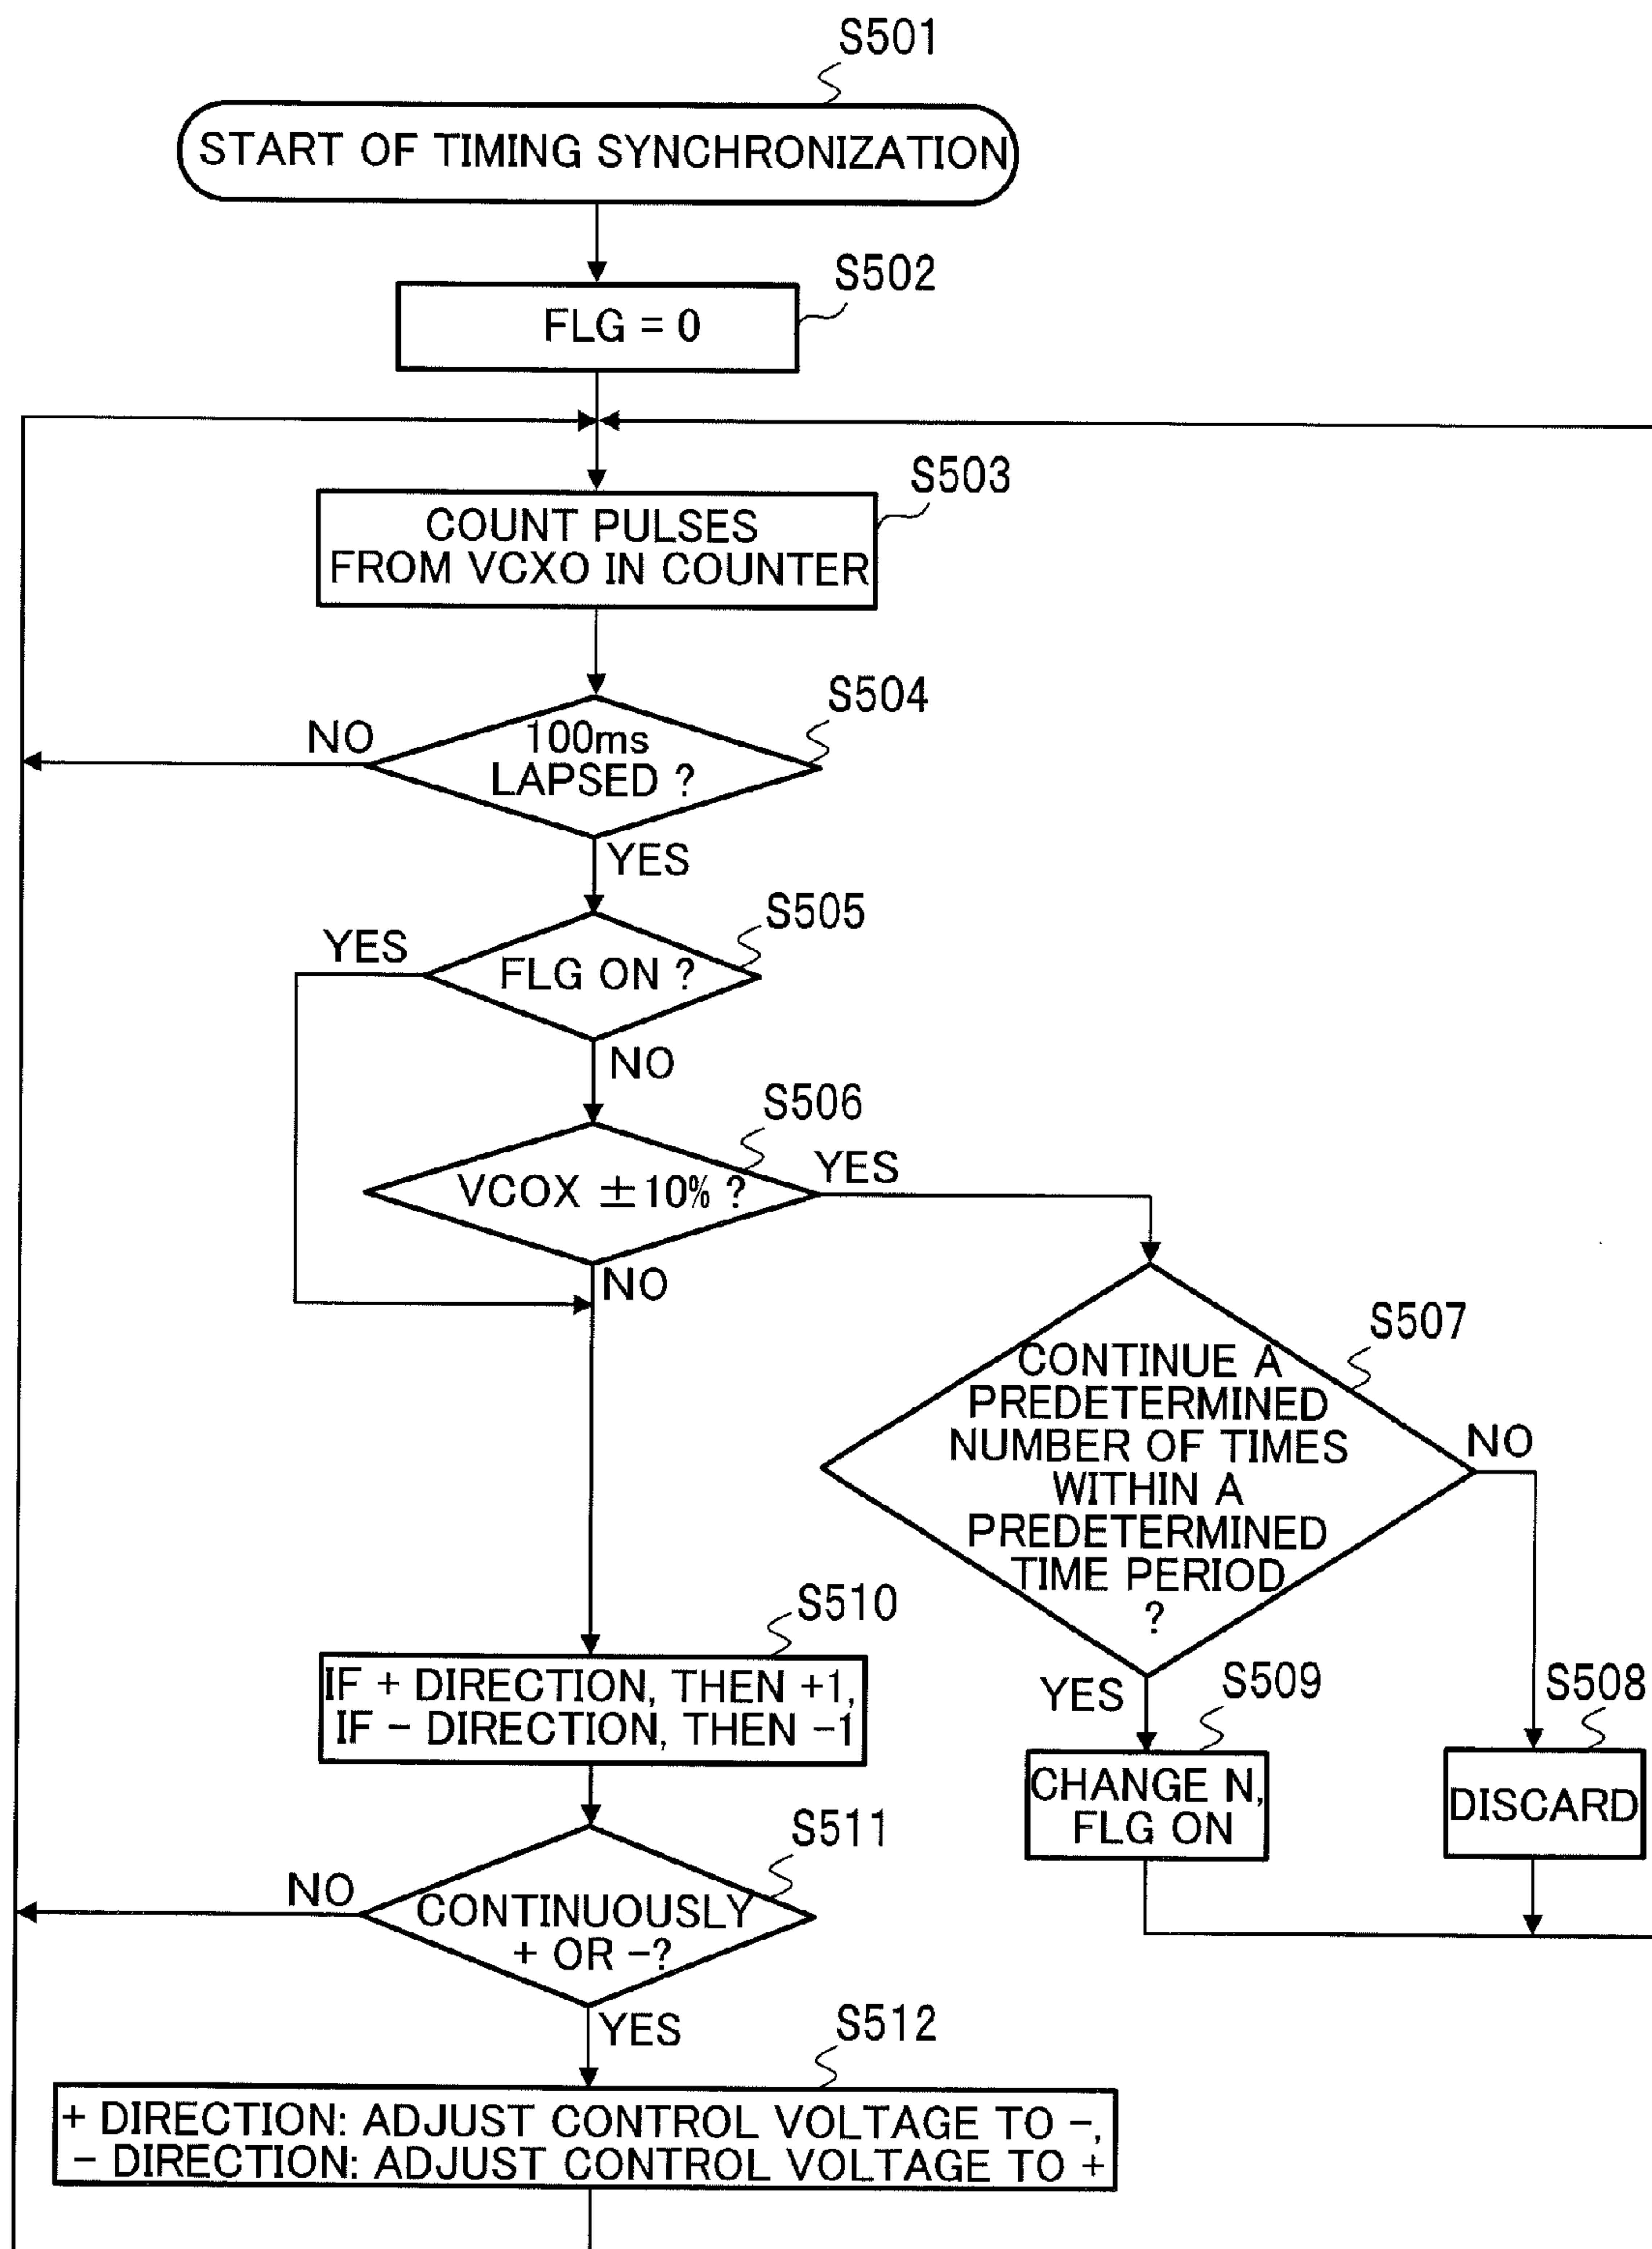 S501
START OF TIMING SYNCHRONIZATION
S502
FLG = 0
S503
COUNT PULSES
FROM VCXO IN COUNTER
S504
NO
100ms
LAPSED ?
YES
S505
YES
FLG ON ?
NO
S506
YES
VCOX ±10% ?
NO
S507
CONTINUE A
PREDETERMINED
NUMBER OF TIMES
WITHIN A
PREDETERMINED
TIME PERIOD
?
NO
YES
S510
IF + DIRECTION, THEN +1,
IF - DIRECTION, THEN -1
S509
CHANGE N,
FLG ON
S508
DISCARD
S511
NO
CONTINUOUSLY
+ OR -?
YES
S512
+ DIRECTION: ADJUST CONTROL VOLTAGE TO -,
- DIRECTION: ADJUST CONTROL VOLTAGE TO +